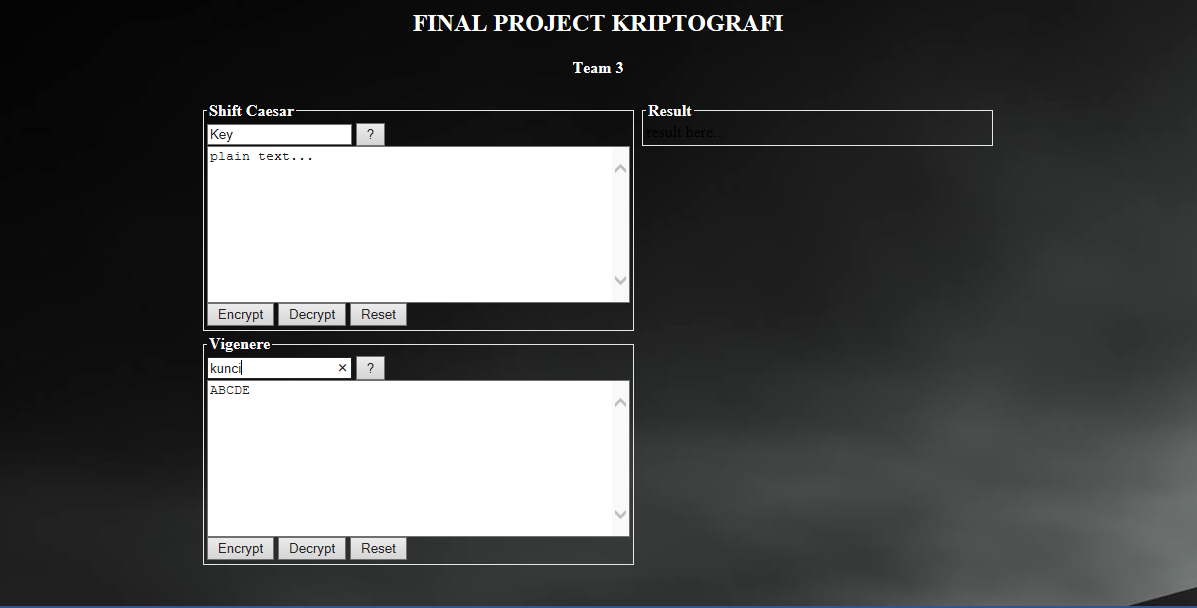 FINAL PROJECT KRIPTOGRAFI
Team 3
Shift Caesar
Key ?
plain text...
Encrypt Decrypt Reset
Vigenere
kunci × ?
ABCDE
Encrypt Decrypt Reset
Result
result here...